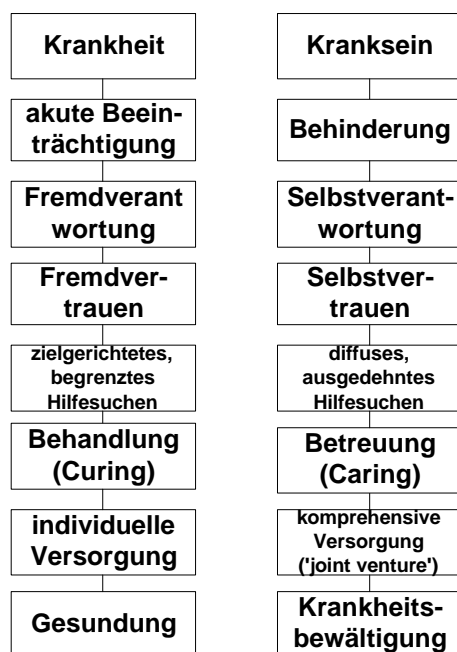 Krankheit
akute Beein-
trächtigung
Fremdverant
wortung
Fremdver-
trauen
zielgerichtetes,
begrenztes
Hilfesuchen
Behandlung
(Curing)
individuelle
Versorgung
Gesundung
Kranksein
Behinderung
Selbstverant-
wortung
Selbstver-
trauen
diffuses,
ausgedehntes
Hilfesuchen
Betreuung
(Caring)
komprehensive
Versorgung
('joint venture')
Krankheits-
bewältigung